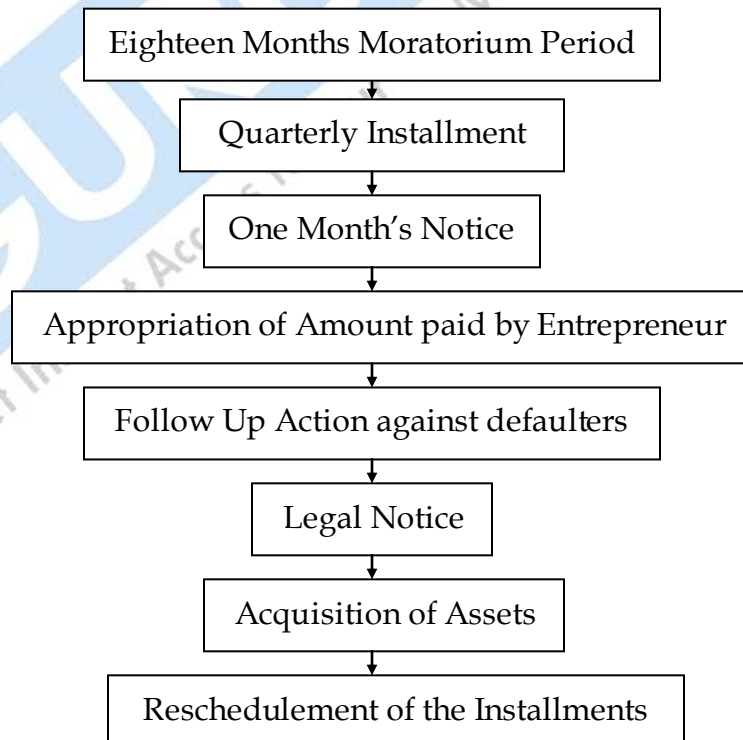 Eighteen Months Moratorium Period
Quarterly Installment
One Month's Notice
Appropriation of Amount paid by Entrepreneur
Follow Up Action against defaulters
Legal Notice
Acquisition of Assets
Reschedulement of the Installments